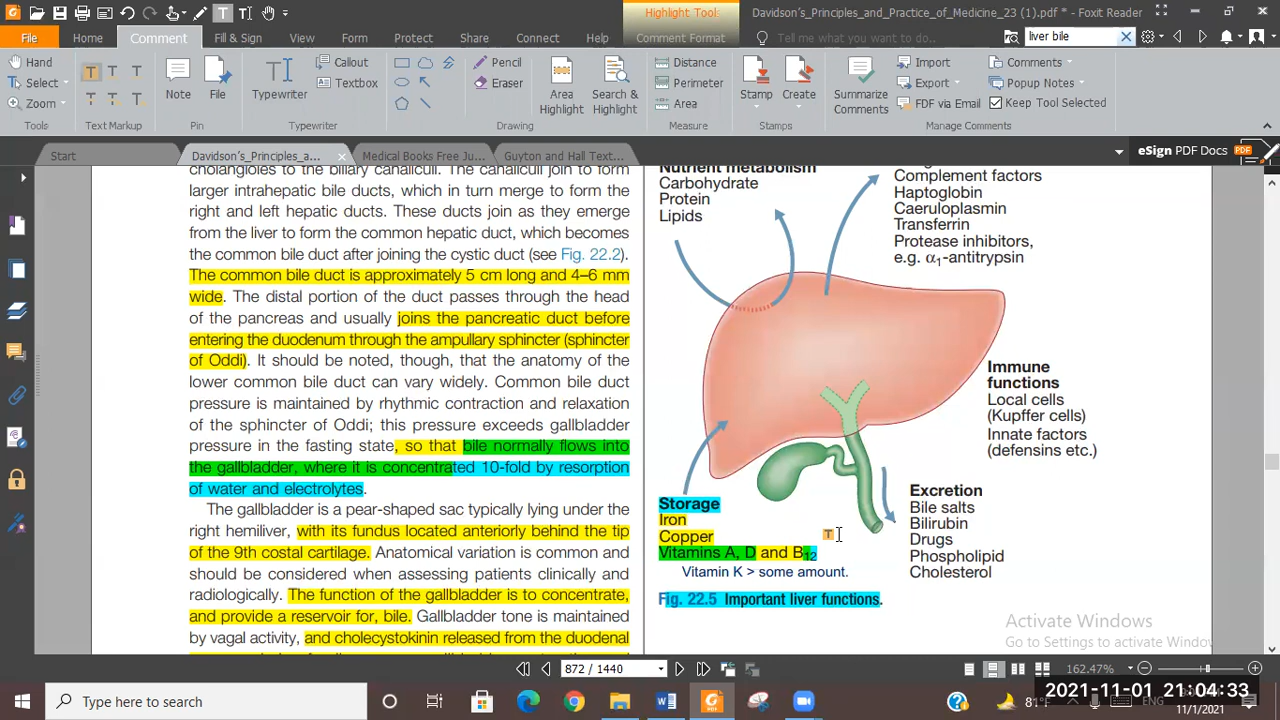 Highlight Tool
Davidson's_Principles_and_Practice_of_Medicine_23 (1).pdf * - Foxit Reader
File Home Comment Fill & Sign View Form Protect Share Connect Help Comment Format Tell me what you want to do... liver bile
Hand
Select
Zoom
Tools
Text Markup
Note
File
Pin
Typewriter
Callout
Textbox
Typewriter
Pencil
Eraser
Drawing
Area Highlight
Search & Highlight
Distance
Perimeter
Area
Measure
Stamp
Create
Stamps
Summarize Comments
Import
Export
FDF via Email
Comments
Popup Notes
Keep Tool Selected
Manage Comments
Start
Davidson's_Principles_a...
Medical Books Free Ju...
Guyton and Hall Text...
eSign PDF Docs
PDF
cholangioles to the biliary canaliculi. The canaliculi join to form
larger intrahepatic bile ducts, which in turn merge to form the
right and left hepatic ducts. These ducts join as they emerge
from the liver to form the common hepatic duct, which becomes
the common bile duct after joining the cystic duct (see Fig. 22.2).
The common bile duct is approximately 5 cm long and 4–6 mm
wide. The distal portion of the duct passes through the head
of the pancreas and usually joins the pancreatic duct before
entering the duodenum through the ampullary sphincter (sphincter
of Oddi). It should be noted, though, that the anatomy of the
lower common bile duct can vary widely. Common bile duct
pressure is maintained by rhythmic contraction and relaxation
of the sphincter of Oddi; this pressure exceeds gallbladder
pressure in the fasting state, so that bile normally flows into
the gallbladder, where it is concentrated 10-fold by resorption
of water and electrolytes.
The gallbladder is a pear-shaped sac typically lying under the
right hemiliver, with its fundus located anteriorly behind the tip
of the 9th costal cartilage. Anatomical variation is common and
should be considered when assessing patients clinically and
radiologically. The function of the gallbladder is to concentrate,
and provide a reservoir for, bile. Gallbladder tone is maintained
by vagal activity, and cholecystokinin released from the duodenal
Nutrient metabolism
Carbohydrate
Protein
Lipids
Complement factors
Haptoglobin
Caeruloplasmin
Transferrin
Protease inhibitors,
e.g. α1-antitrypsin
Immune
functions
Local cells
(Kupffer cells)
Innate factors
(defensins etc.)
Storage
Iron
Copper
Vitamins A, D and B12
Vitamin K > some amount.
Excretion
Bile salts
Bilirubin
Drugs
Phospholipid
Cholesterol
Fig. 22.5 Important liver functions.
Activate Windows
Go to Settings to activate Windows
872 / 1440
162.47%
Type here to search
81°F
ENG
2021-11-01 21:04:33
11/1/2021